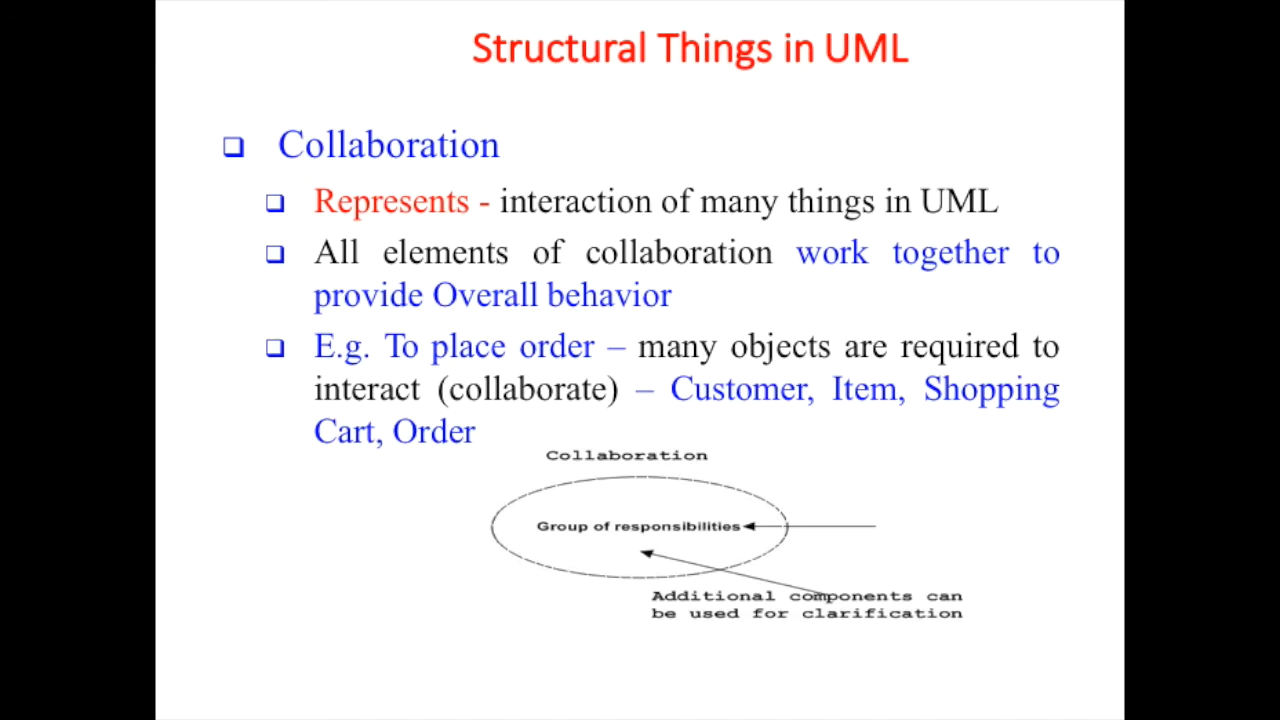 Structural Things in UML
❑ Collaboration
❑ Represents - interaction of many things in UML
❑ All elements of collaboration work together to
provide Overall behavior
❑ E.g. To place order – many objects are required to
interact (collaborate) – Customer, Item, Shopping
Cart, Order
Collaboration
Group of responsibilities
Additional components can
be used for clarification